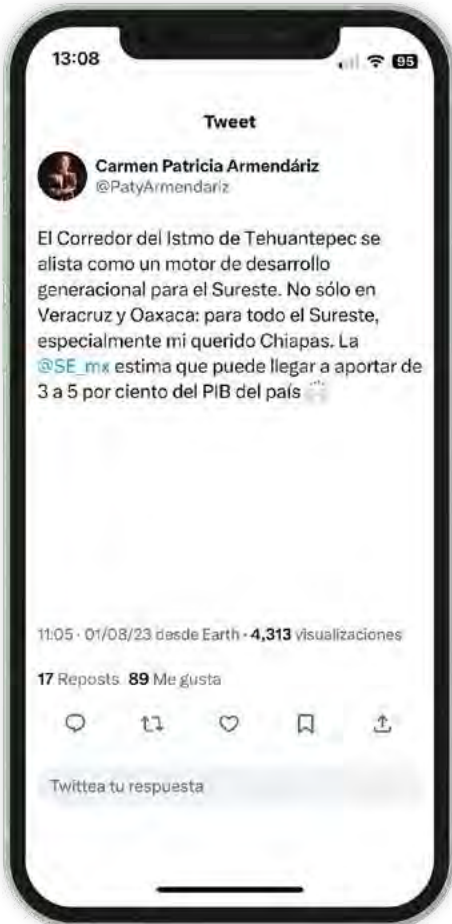 13:08
95
Tweet
Carmen Patricia Armendáriz
@PatyArmendariz
El Corredor del Istmo de Tehuantepec se
alista como un motor de desarrollo
generacional para el Sureste. No sólo en
Veracruz y Oaxaca: para todo el Sureste,
especialmente mi querido Chiapas. La
@SE_mx estima que puede llegar a aportar de
3 a 5 por ciento del PIB del país
11:05 · 01/08/23 desde Earth · 4,313 visualizaciones
17 Reposts 89 Me gusta
Twittea tu respuesta